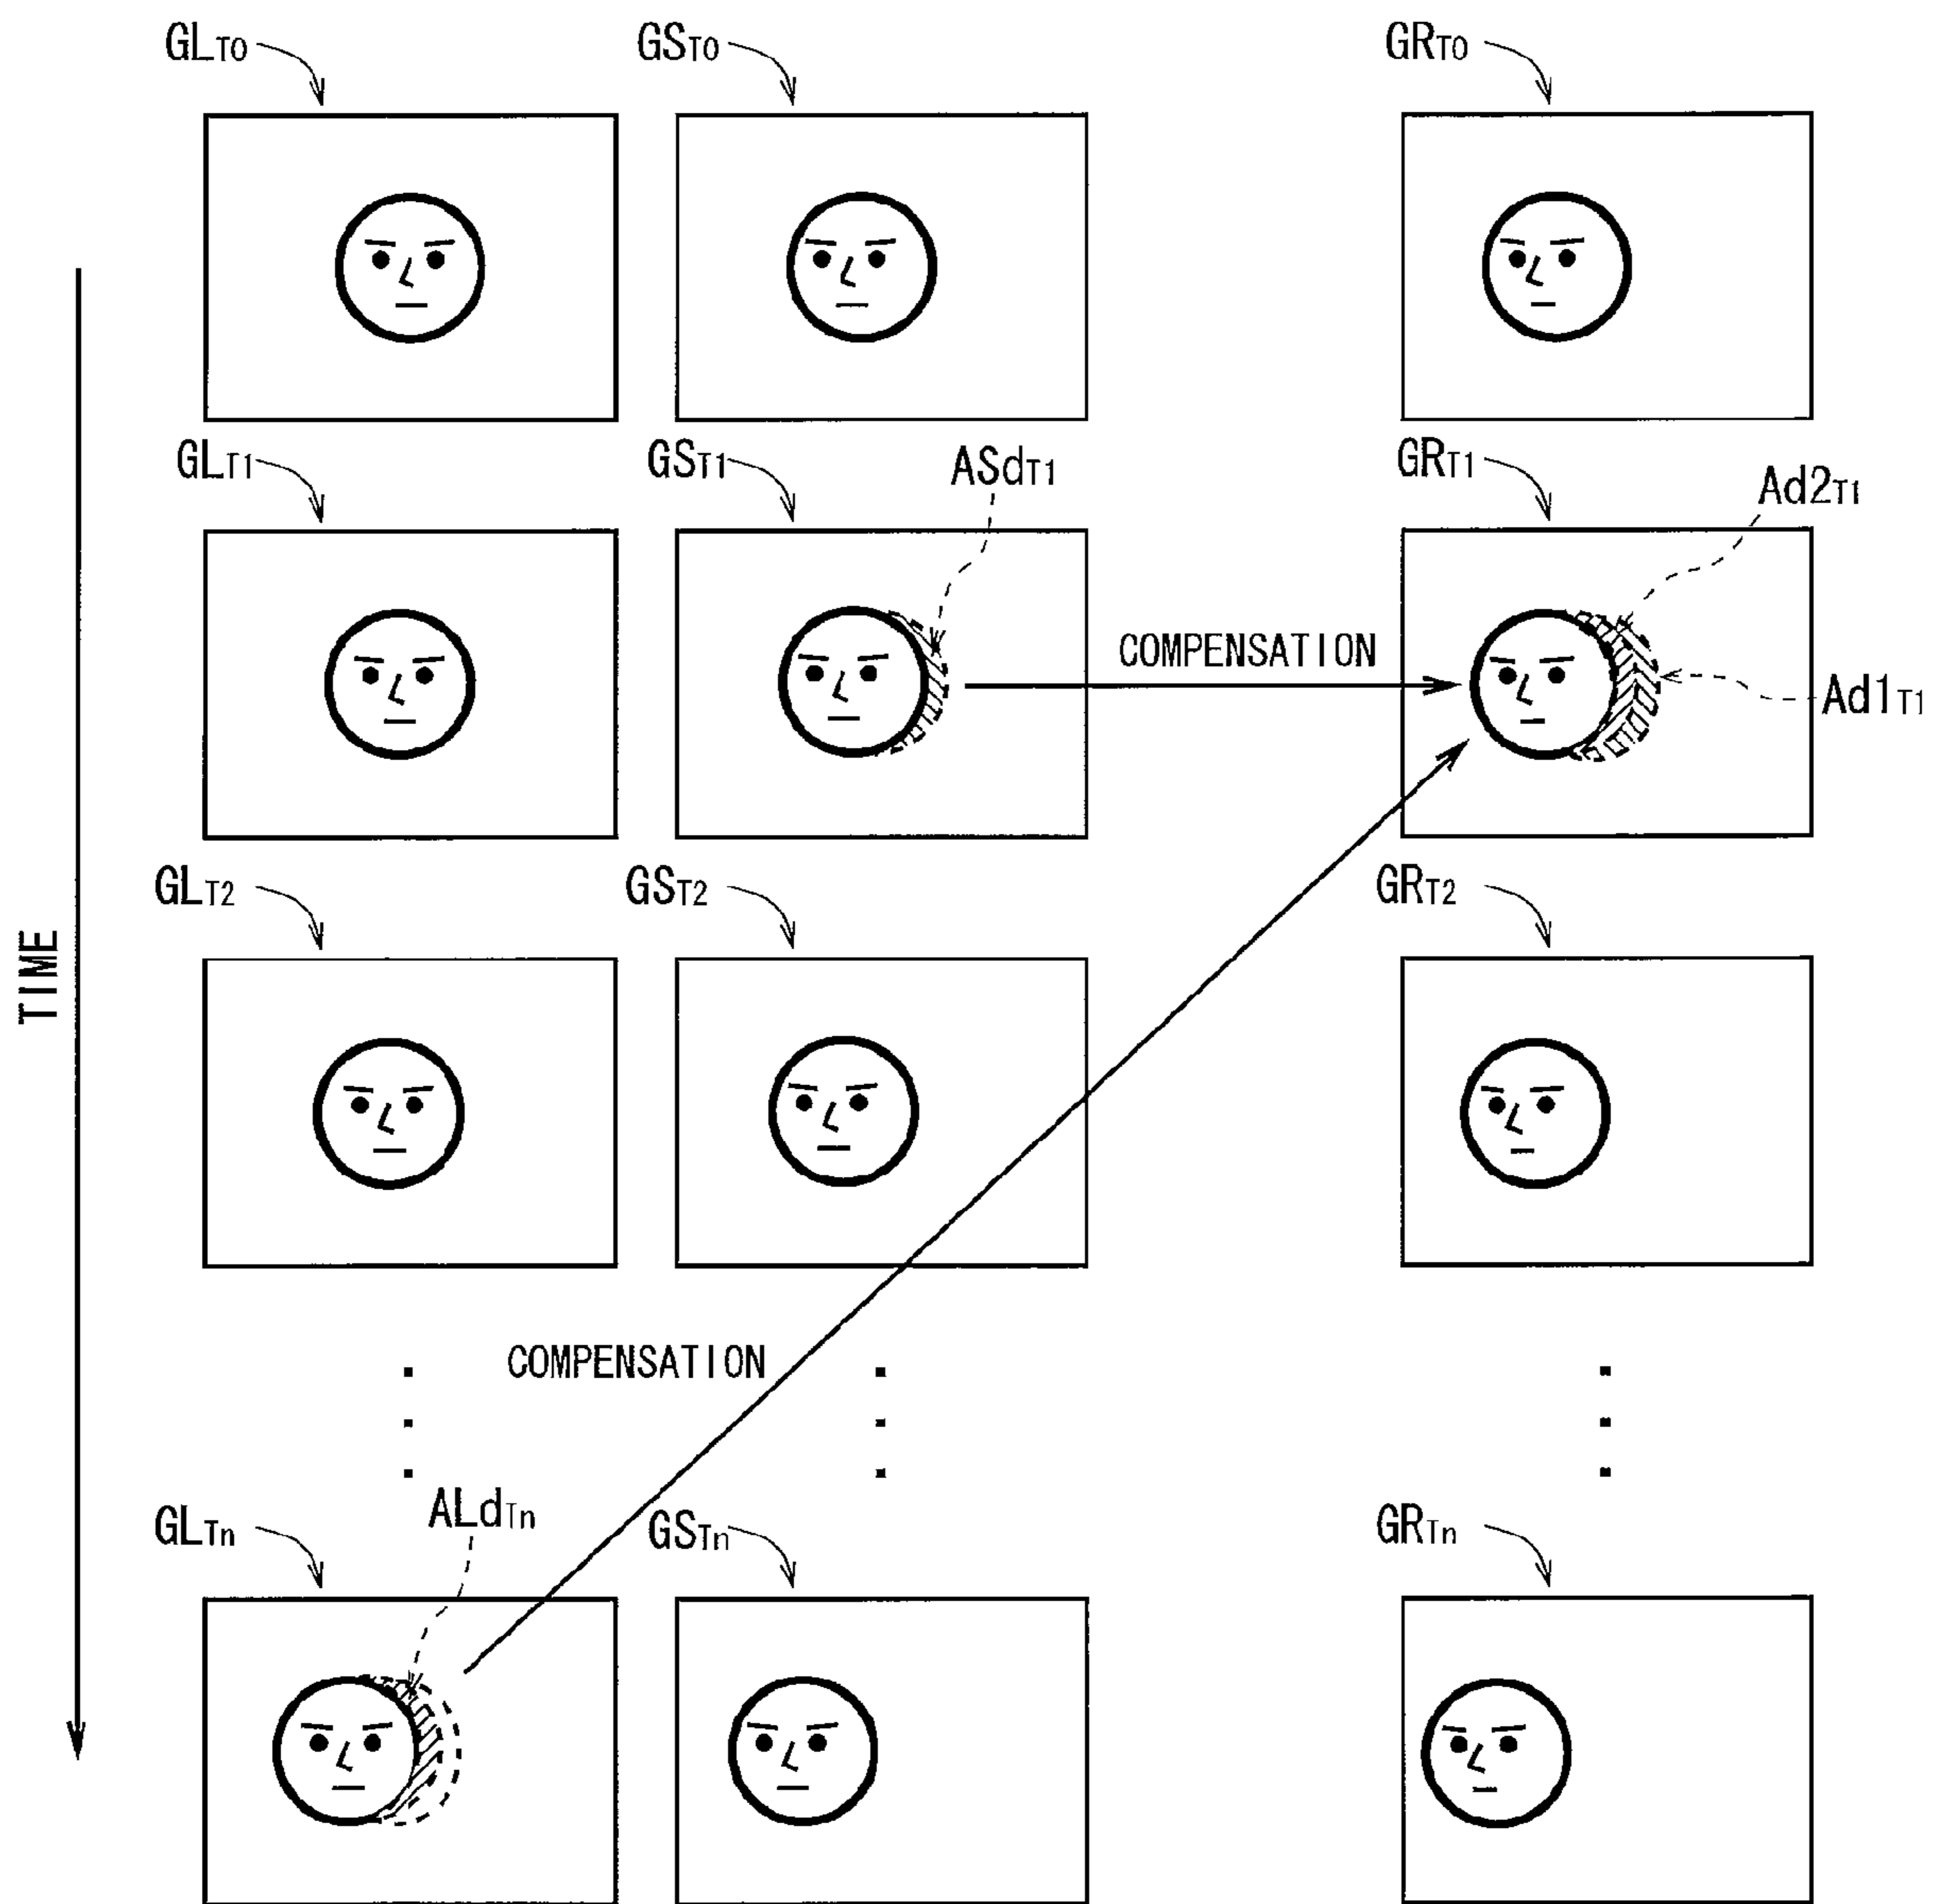 GLT0
GST0
GRT0
GLT1
GST1
ASdT1
GRT1
Ad2T1
COMPENSATION
Ad1T1
GLT2
GST2
GRT2
TIME
COMPENSATION
GLTn
ALdTn
GSTn
GRTn